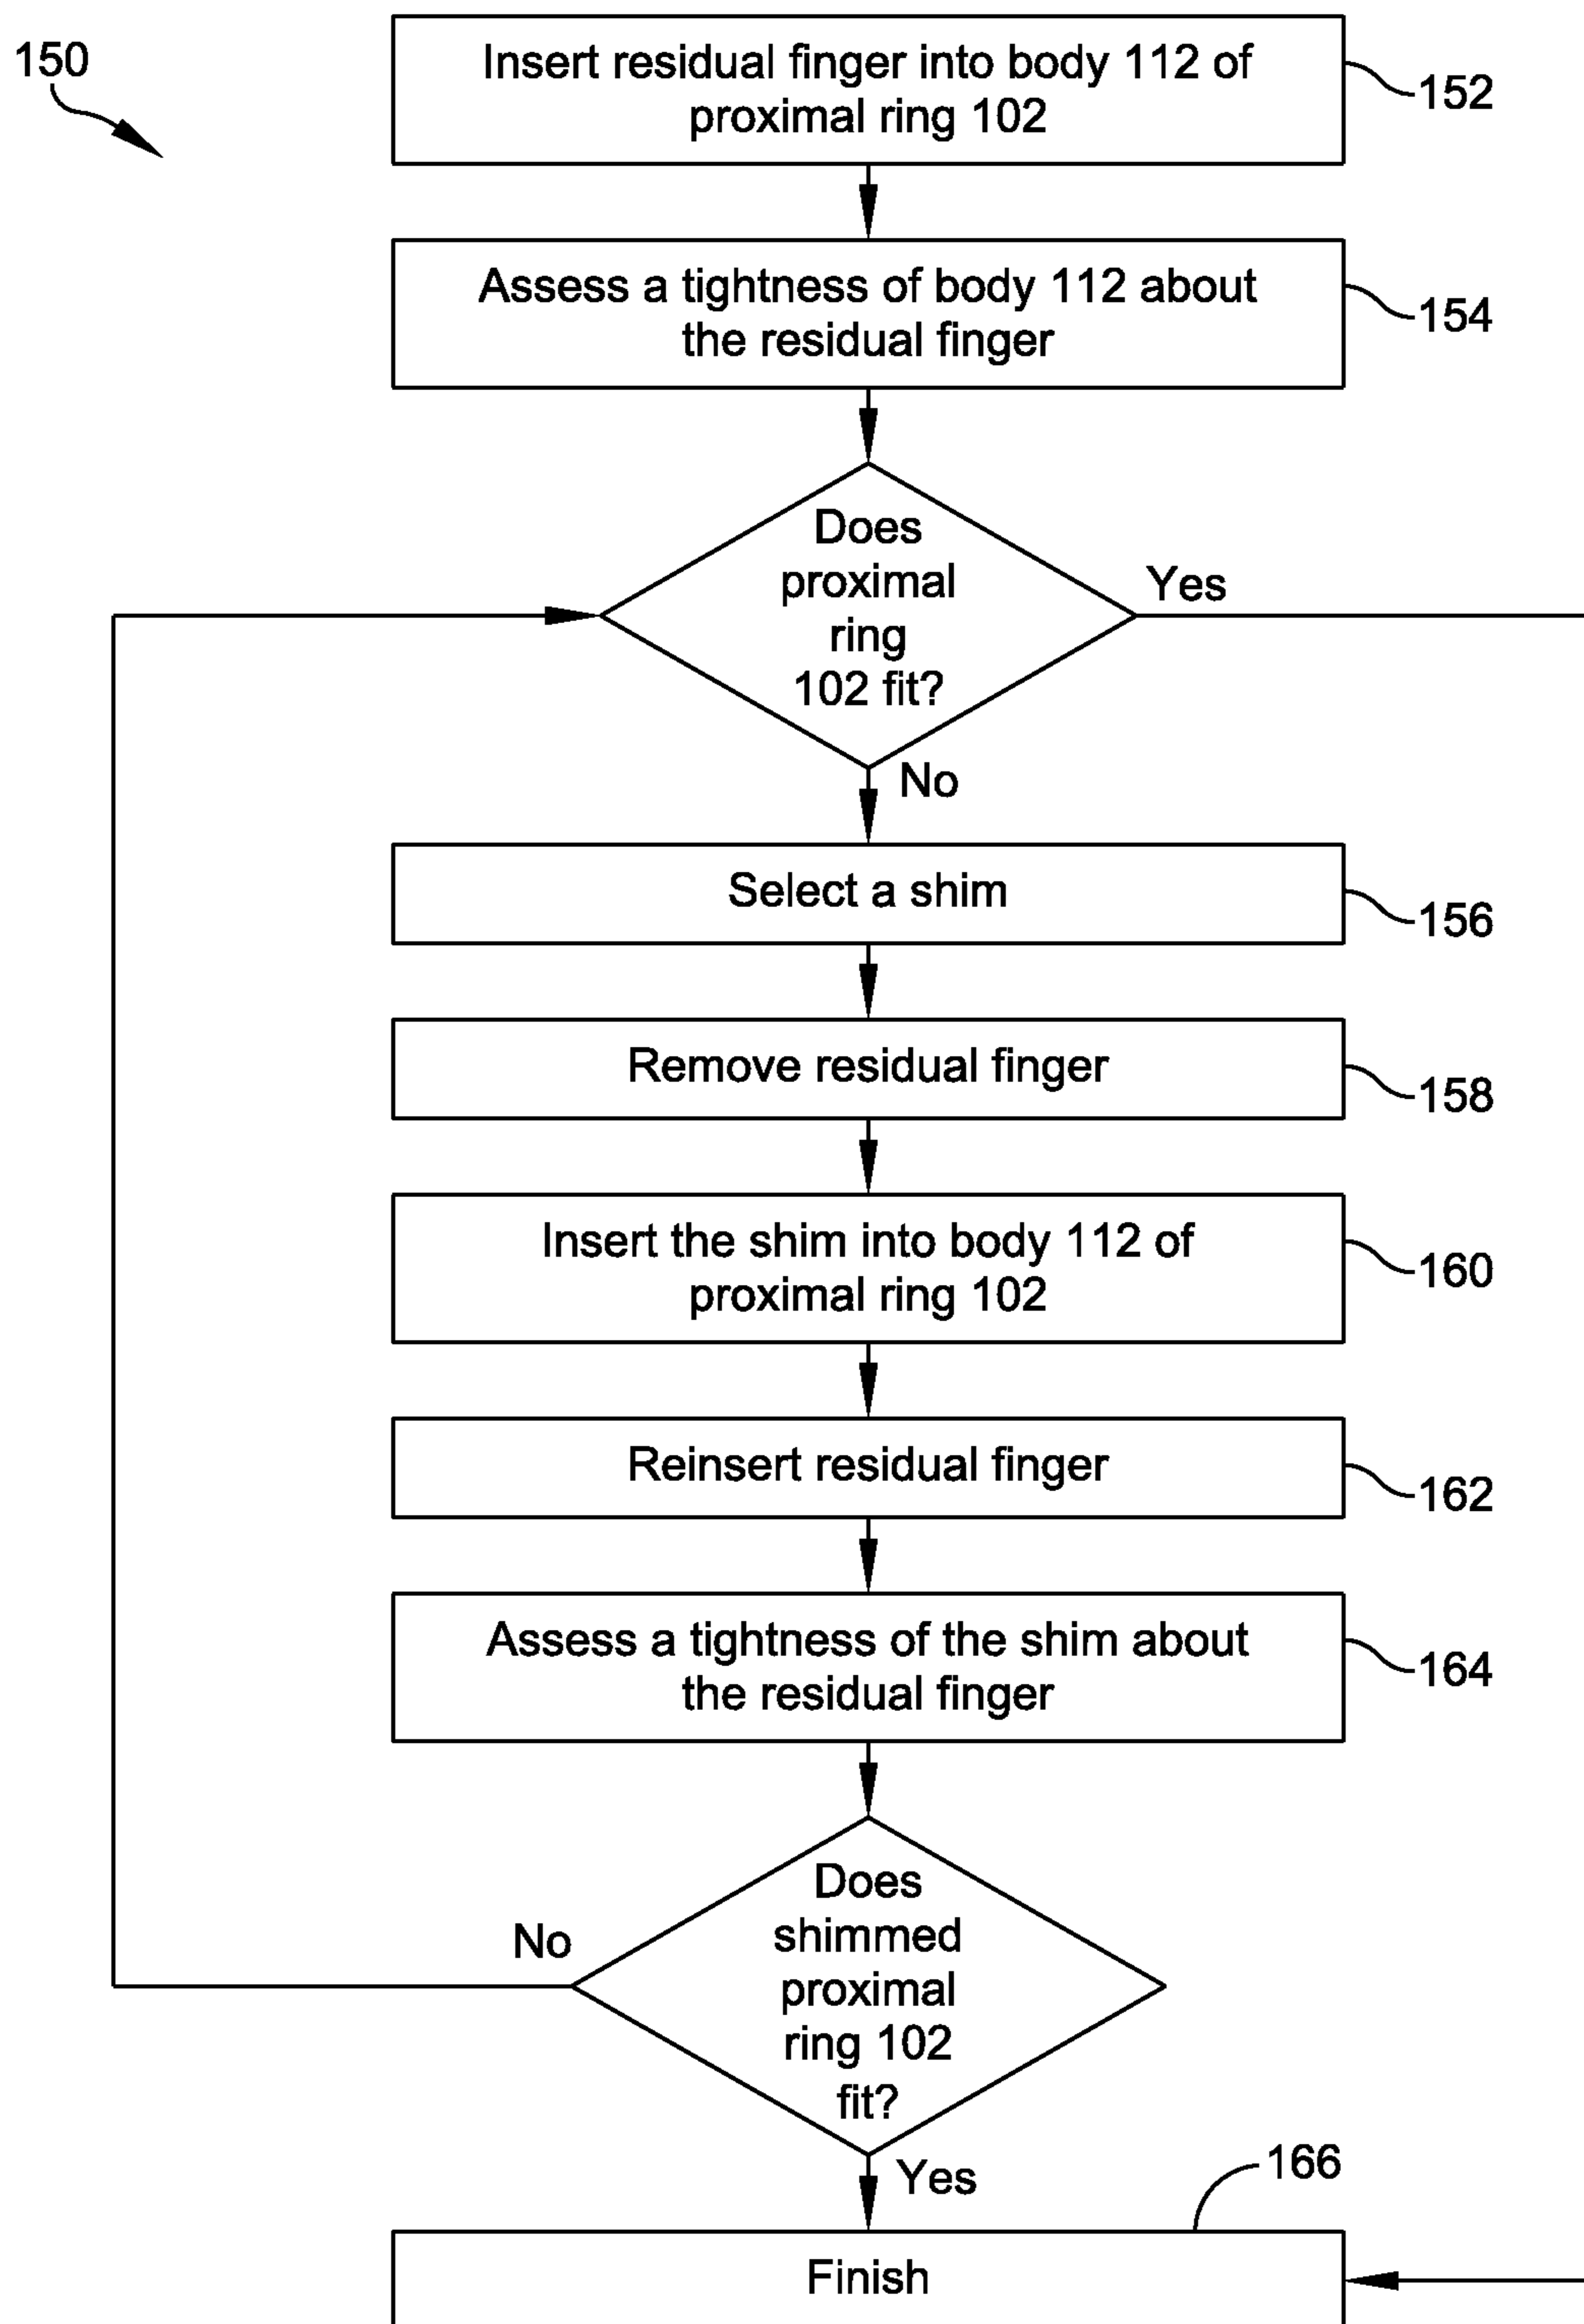 150
Insert residual finger into body 112 of
proximal ring 102
152
Assess a tightness of body 112 about
the residual finger
154
Does
proximal
ring
102 fit?
Yes
No
Select a shim
156
Remove residual finger
158
Insert the shim into body 112 of
proximal ring 102
160
Reinsert residual finger
162
Assess a tightness of the shim about
the residual finger
164
Does
shimmed
proximal
ring 102
fit?
No
Yes
166
Finish